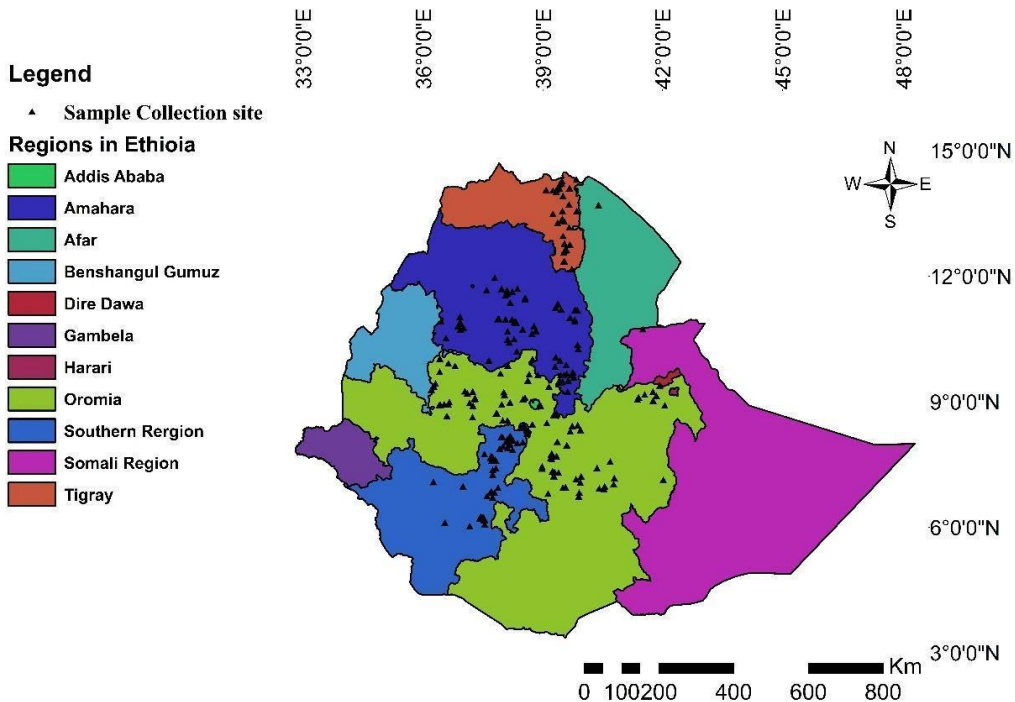 33°0'0"E
36°0'0"E
39°0'0"E
42°0'0"E
45°0'0"E
48°0'0"E
Legend
Sample Collection site
Regions in Ethioia
Addis Ababa
Amahara
Afar
Benshangul Gumuz
Dire Dawa
Gambela
Harari
Oromia
Southern Rergion
Somali Region
Tigray
N
W E
S
15°0'0"N
12°0'0"N
9°0'0"N
6°0'0"N
3°0'0"N
Km
0 100200 400 600 800